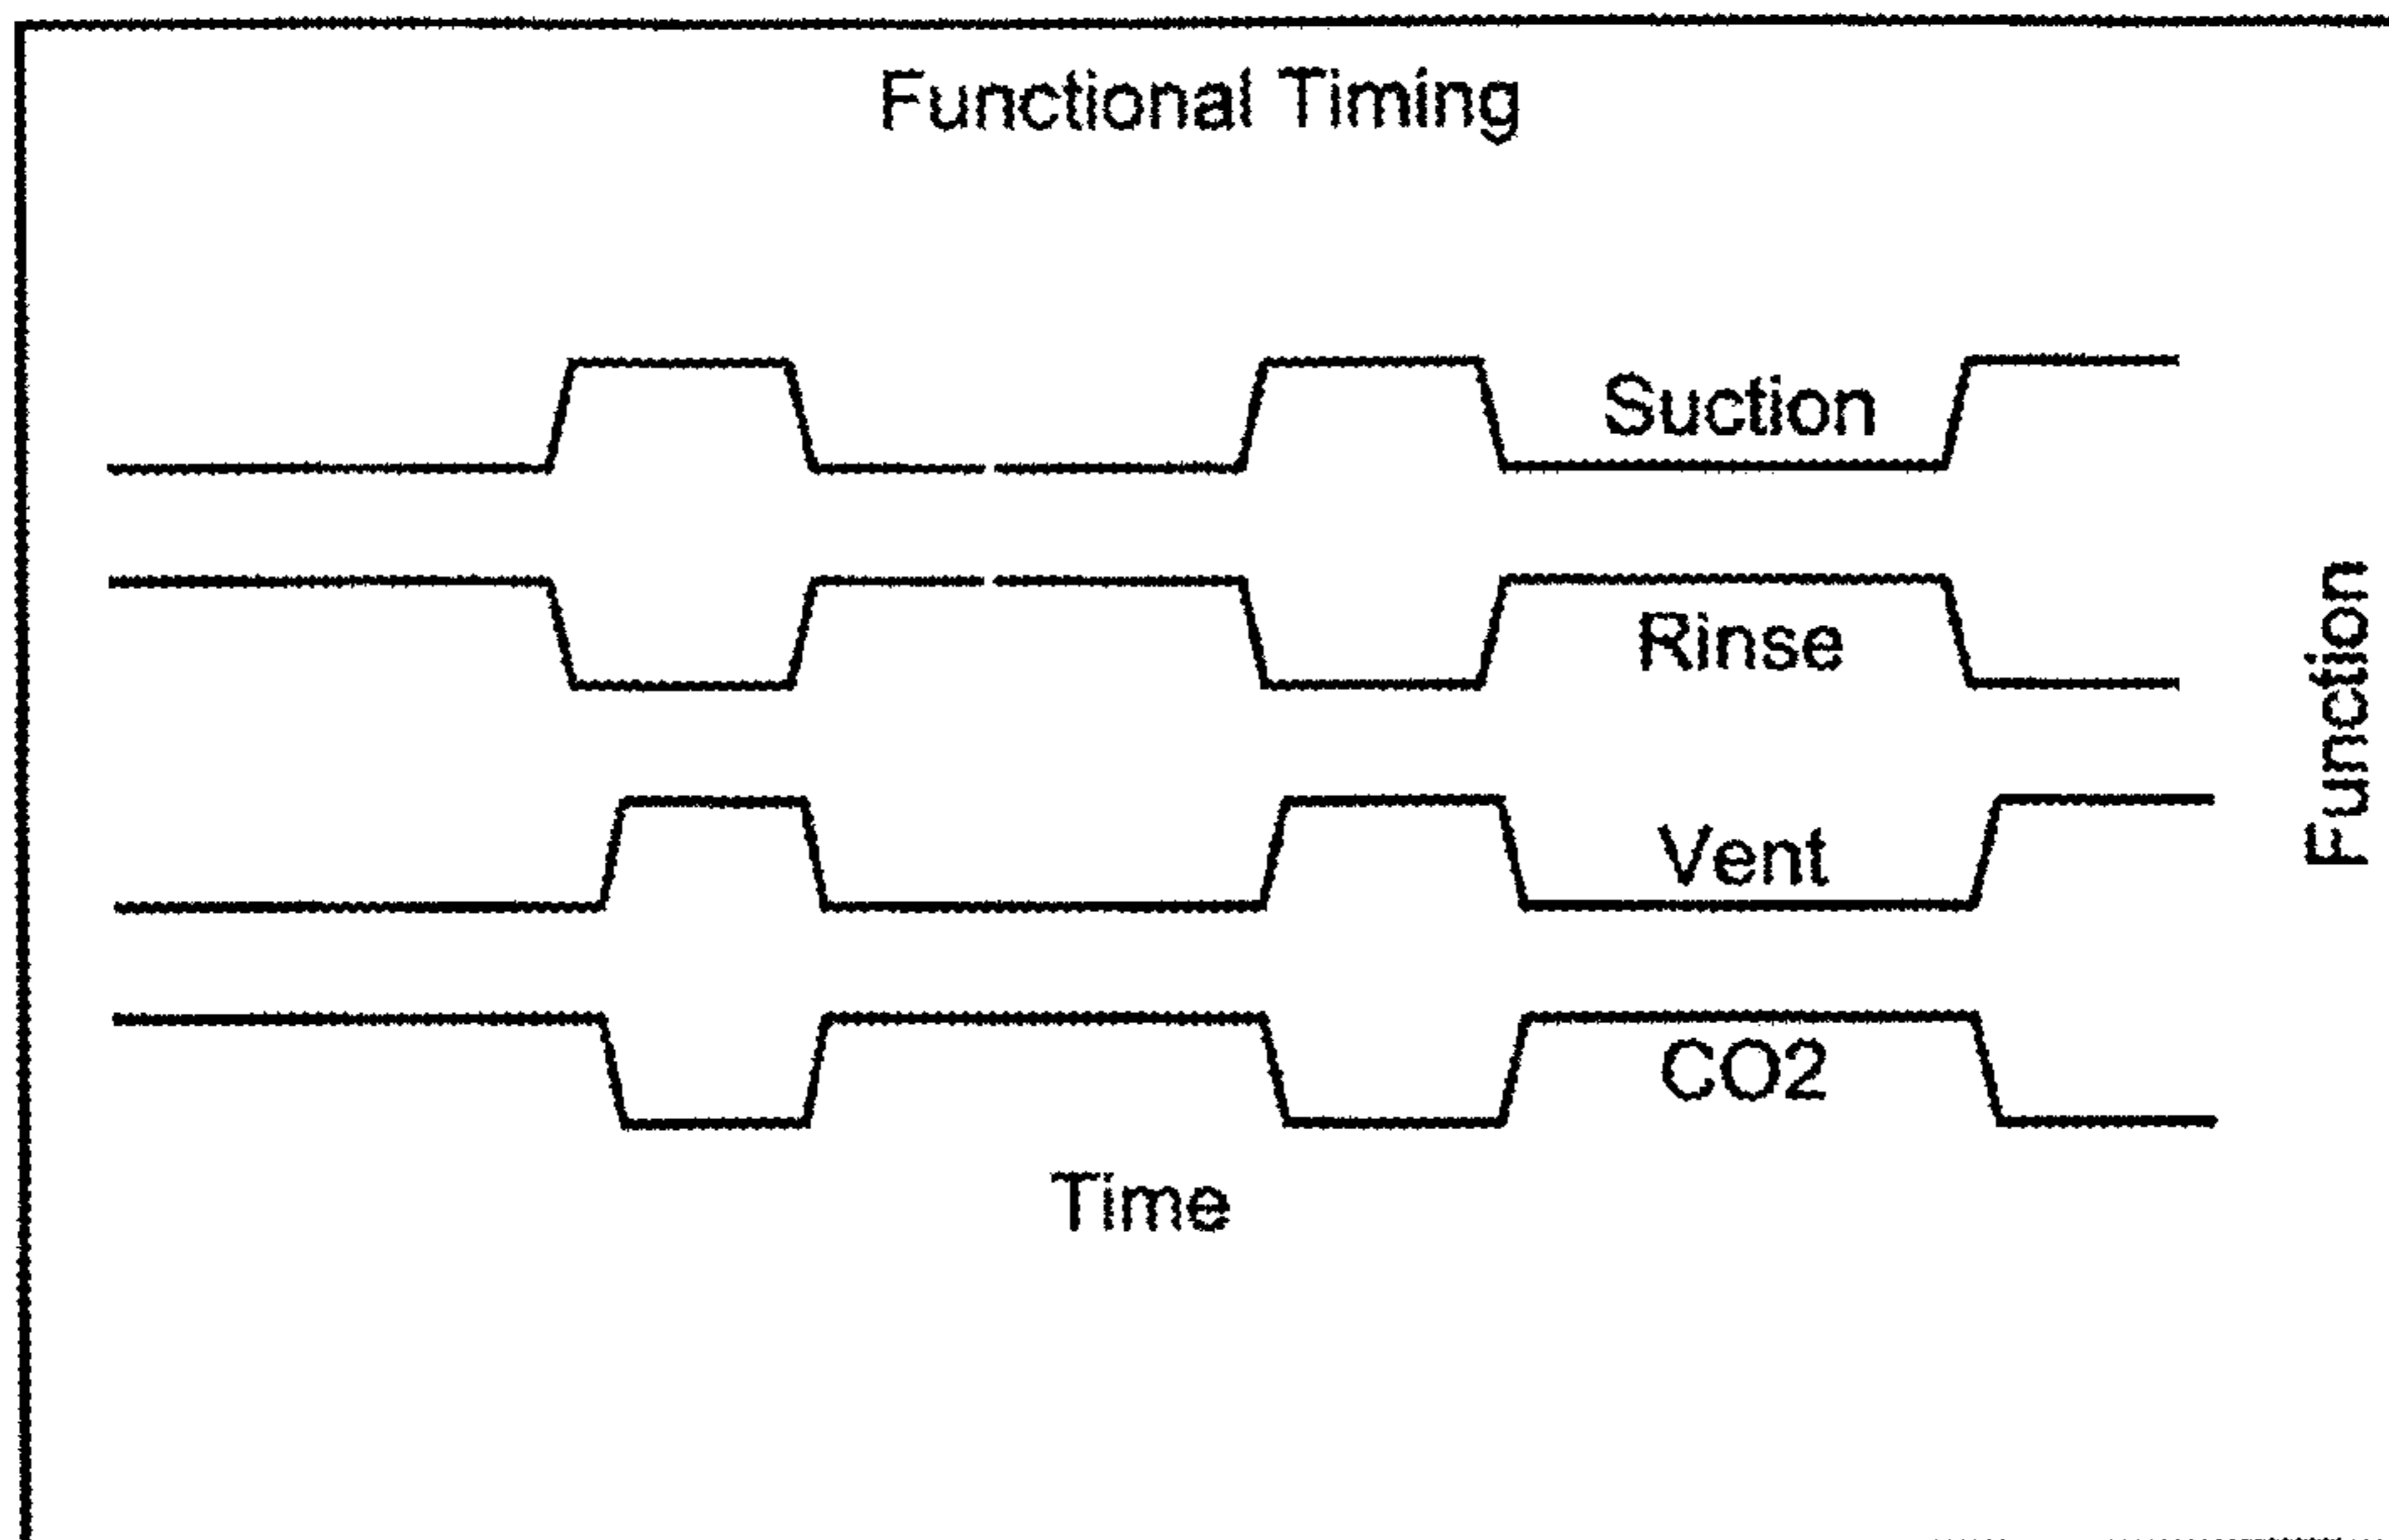 Functional Timing
Suction
Rinse
Function
Vent
CO2
Time